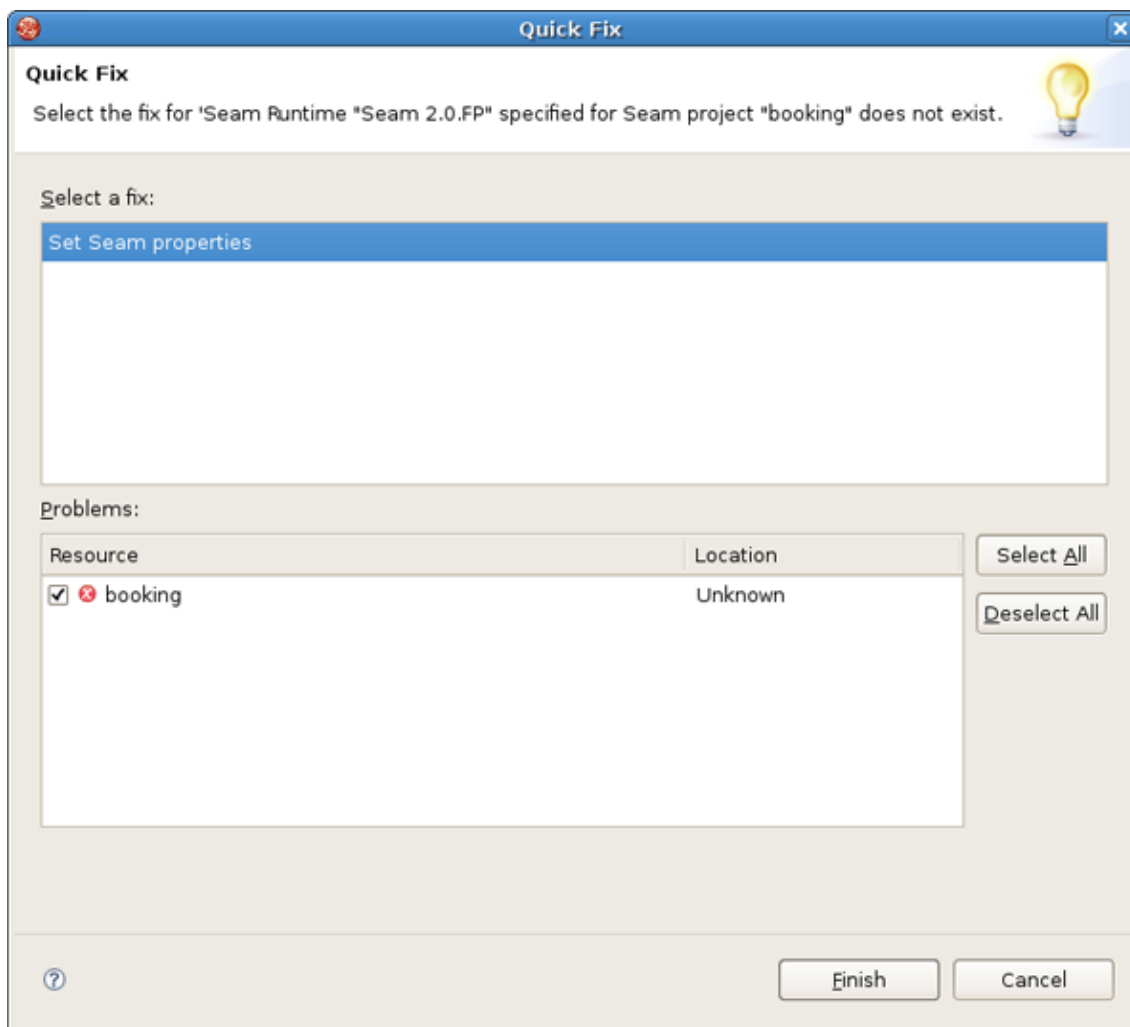 Quick Fix
Quick Fix
Select the fix for 'Seam Runtime "Seam 2.0.FP" specified for Seam project "booking" does not exist.
Select a fix:
Set Seam properties
Problems:
Resource Location Select All
booking Unknown
Deselect All
Finish Cancel